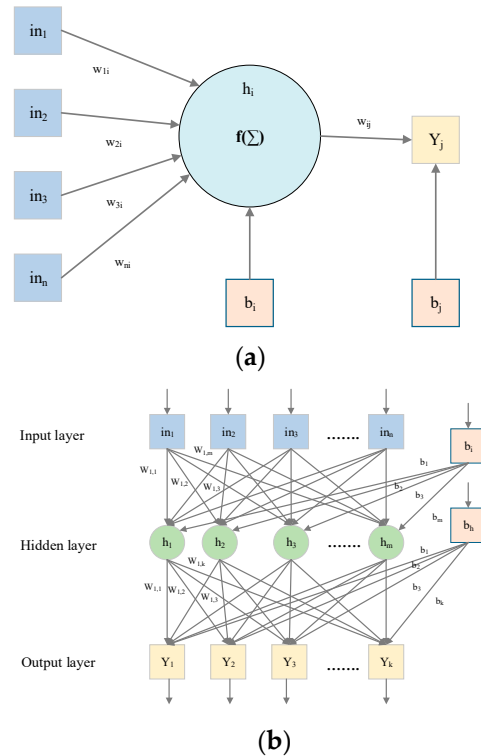 in1
hi
w1i
in2
f(∑)
wij
Yj
w2i
in3
w3i
wni
inn
bi
bj
(a)
Input layer
in1 in2 in3 ....... inn
bi
W1,m
b1
W1,1 W1,2 W1,3
b2 b3
bm
bh
Hidden layer
h1 h2 h3 ....... hm
b1
W1,k
b2
W1,1 W1,2 W1,3
b3
bk
Output layer
Y1 Y2 Y3 ....... Yk
(b)